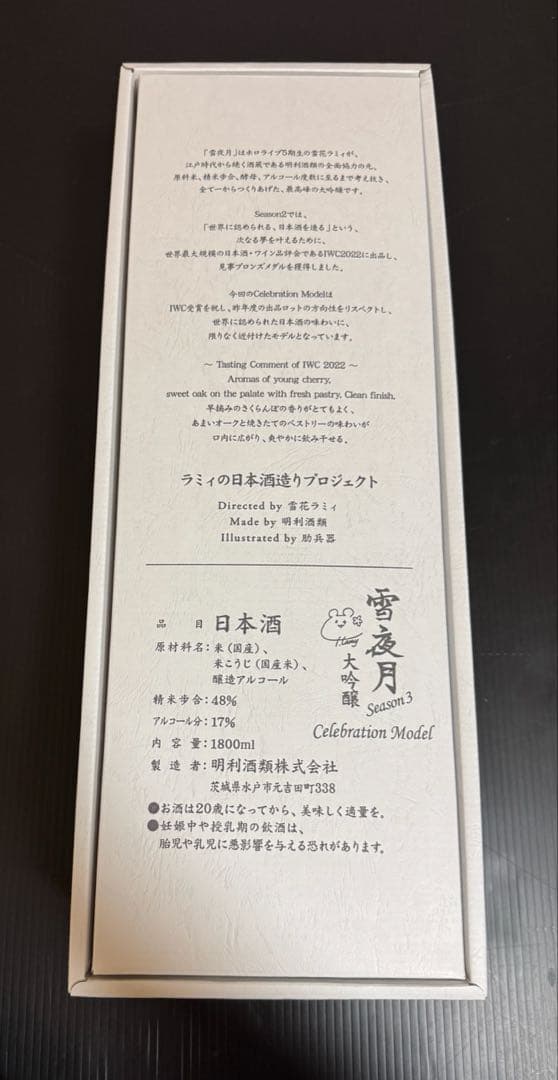 「雪夜月」はホロライブ5期生の雪花ラミィが、
江戸時代から続く酒蔵である明利酒類の全面協力の元、
原料米、精米歩合、酵母、アルコール度数に至るまで考え抜き、
全て一からつくりあげた、最高峰の大吟醸です。
Season2では、
「世界に認められる、日本酒を造る」という、
次なる夢を叶えるために、
世界最大規模の日本酒・ワイン品評会であるIWC2022に出品し、
見事ブロンズメダルを獲得しました。
今回のCelebration Modelは
IWC受賞を祝し、昨年度の出品ロットの方向性をリスペクトし、
世界に認められた日本酒の味わいに、
限りなく近付けたモデルとなっています。
～ Tasting Comment of IWC 2022 ～
Aromas of young cherry,
sweet oak on the palate with fresh pastry. Clean finish.
早摘みのさくらんぼの香りがとてもよく、
あまいオークと焼きたてのペストリーの味わいが
口内に広がり、爽やかに飲み干せる。
ラミィの日本酒造りプロジェクト
Directed by 雪花ラミィ
Made by 明利酒類
Illustrated by 肋兵器
品 目 日本酒
原材料名：米（国産）、
米こうじ（国産米）、
醸造アルコール
精米歩合：48%
アルコール分：17%
内 容 量：1800ml
製 造 者：明利酒類株式会社
茨城県水戸市元吉田町338
●お酒は20歳になってから、美味しく適量を。
●妊娠中や授乳期の飲酒は、
胎児や乳児に悪影響を与える恐れがあります。
雪夜月
大吟醸
Season3
Celebration Model